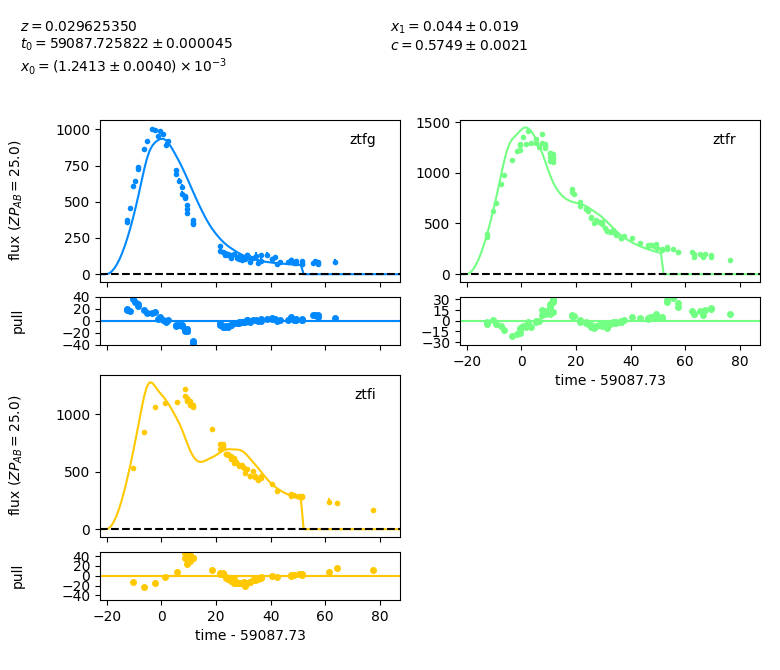 z = 0.029625350
t₀ = 59087.725822 ± 0.000045
x₀ = (1.2413 ± 0.0040) × 10⁻³
x₁ = 0.044 ± 0.019
c = 0.5749 ± 0.0021
flux (ZP_AB = 25.0)
1000
750
500
250
0
ztfg
1500
1000
500
0
ztfr
pull
40
20
0
−20
−40
30
15
0
−15
−30
−20 0 20 40 60 80
time - 59087.73
flux (ZP_AB = 25.0)
1000
500
0
ztfi
pull
40
20
0
−20
−40
−20 0 20 40 60 80
time - 59087.73